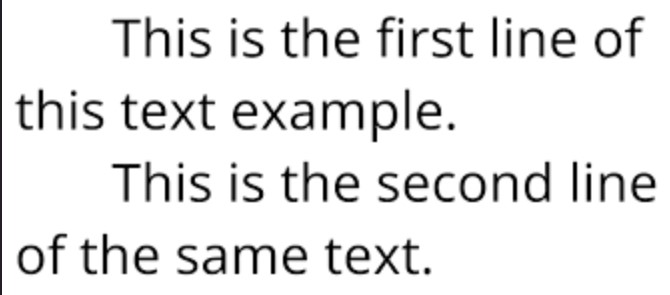 This is the first line of
this text example.
This is the second line
of the same text.